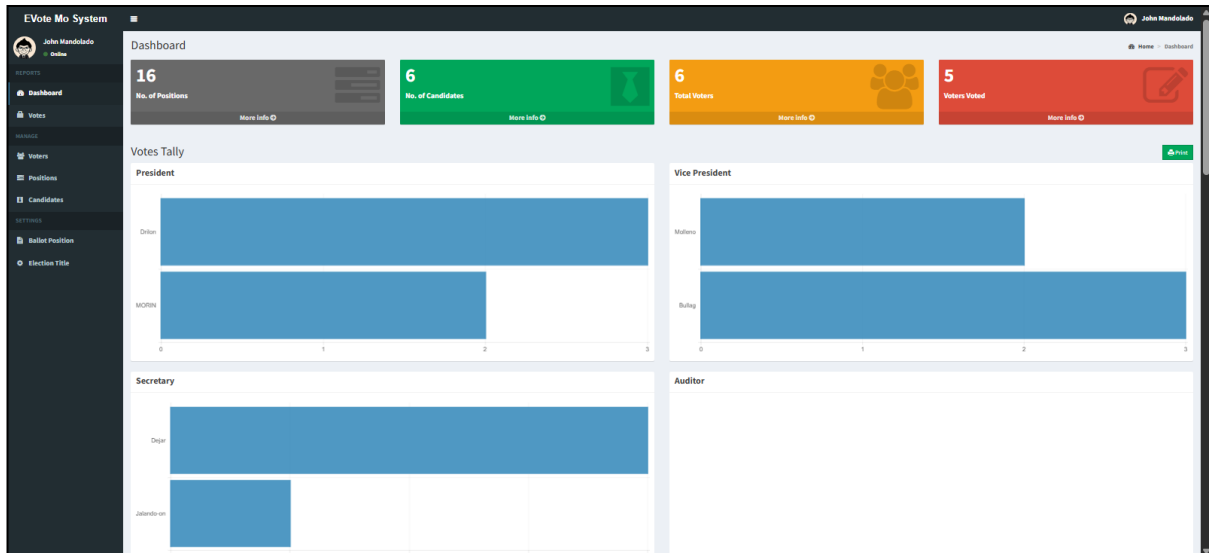 EVote Mo System
John Mandolado
John Mandolado
Online
REPORTS
Dashboard
Votes
MANAGE
Voters
Positions
Candidates
SETTINGS
Ballot Position
Election Title
Dashboard
Home > Dashboard
16
No. of Positions
More info
6
No. of Candidates
More info
6
Total Voters
More info
5
Voters Voted
More info
Votes Tally
Print
President
Drilon
MORIN
0 1 2 3
Vice President
Molleno
Bullag
0 1 2 3
Secretary
Dejar
Jalando-on
Auditor